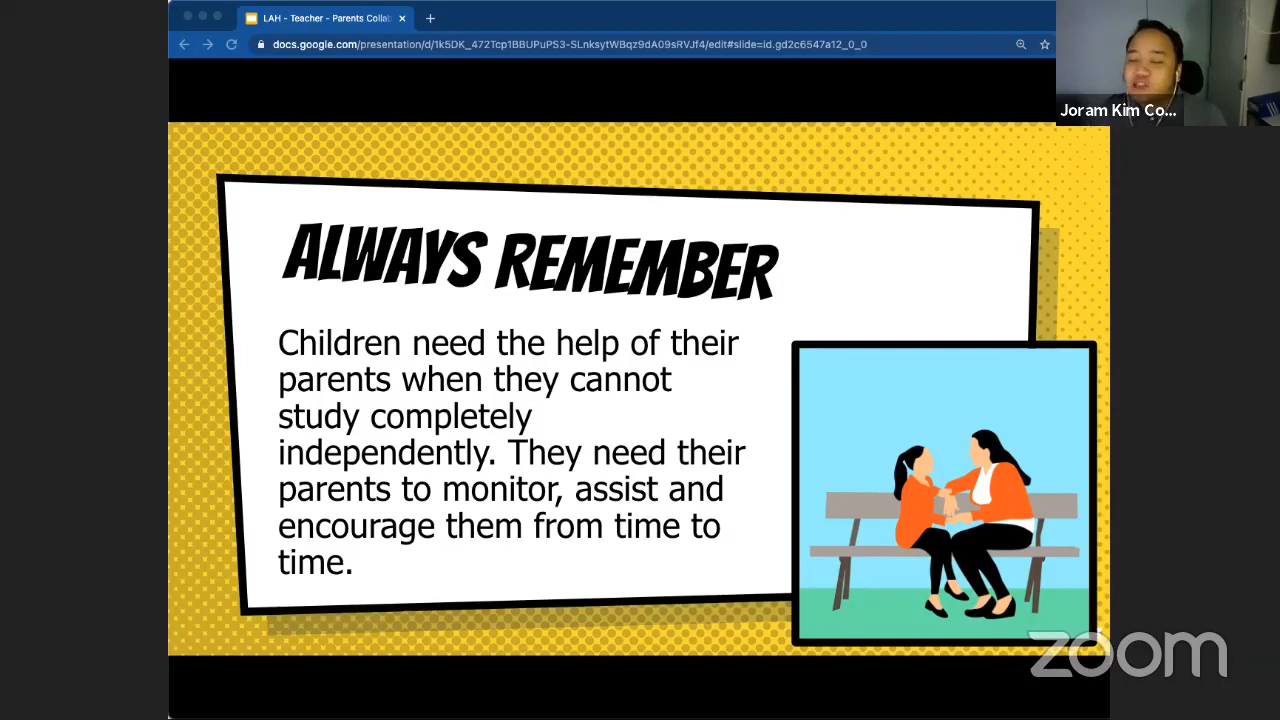 LAH - Teacher - Parents Collab
docs.google.com/presentation/d/1k5DK_472Tcp1BBUPuPS3-SLnksytWBqz9dA09sRVJf4/edit#slide=id.gd2c6547a12_0_0
Joram Kim Co...
ALWAYS REMEMBER
Children need the help of their
parents when they cannot
study completely
independently. They need their
parents to monitor, assist and
encourage them from time to
time.
zoom